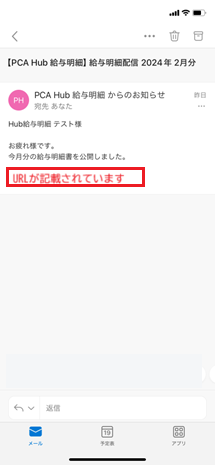 【PCA Hub 給与明細】給与明細配信 2024年 2月分
PH
PCA Hub 給与明細 からのお知らせ
昨日
宛先 あなた
Hub給与明細 テスト様
お疲れ様です。
今月分の給与明細書を公開しました。
URLが記載されています
返信
メール
19
予定表
アプリ